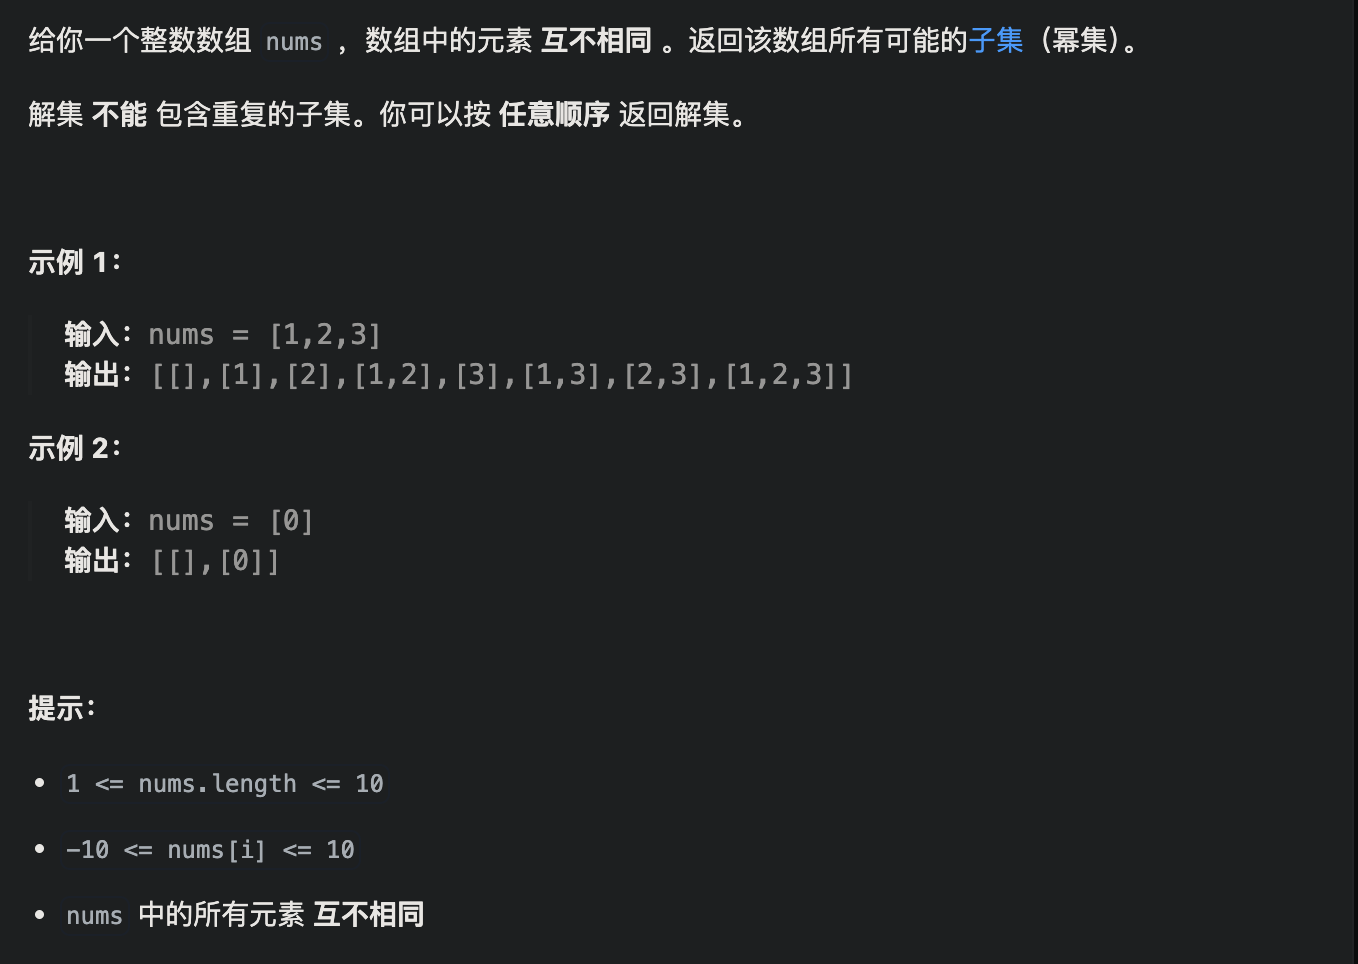 给你一个整数数组 nums ，数组中的元素 互不相同 。返回该数组所有可能的子集（幂集）。
解集 不能 包含重复的子集。你可以按 任意顺序 返回解集。
示例 1：
输入：nums = [1,2,3]
输出：[[],[1],[2],[1,2],[3],[1,3],[2,3],[1,2,3]]
示例 2：
输入：nums = [0]
输出：[[],[0]]
提示：
• 1 <= nums.length <= 10
• -10 <= nums[i] <= 10
• nums 中的所有元素 互不相同